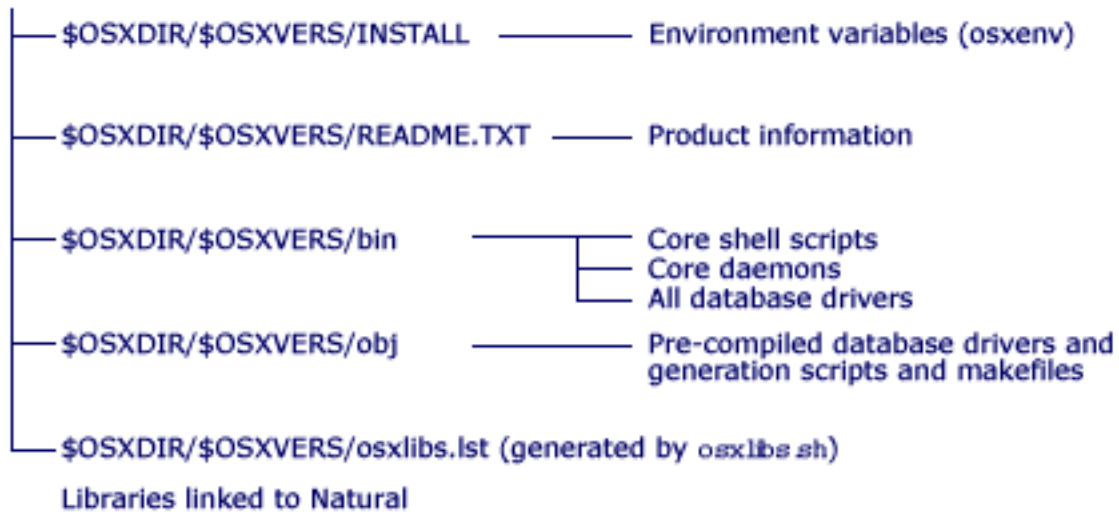 $OSXDIR/$OSXVERS/INSTALL Environment variables (osxenv)
$OSXDIR/$OSXVERS/README.TXT Product information
$OSXDIR/$OSXVERS/bin Core shell scripts
Core daemons
All database drivers
$OSXDIR/$OSXVERS/obj Pre-compiled database drivers and
generation scripts and makefiles
$OSXDIR/$OSXVERS/osxlibs.lst (generated by osxlibs.sh)
Libraries linked to Natural